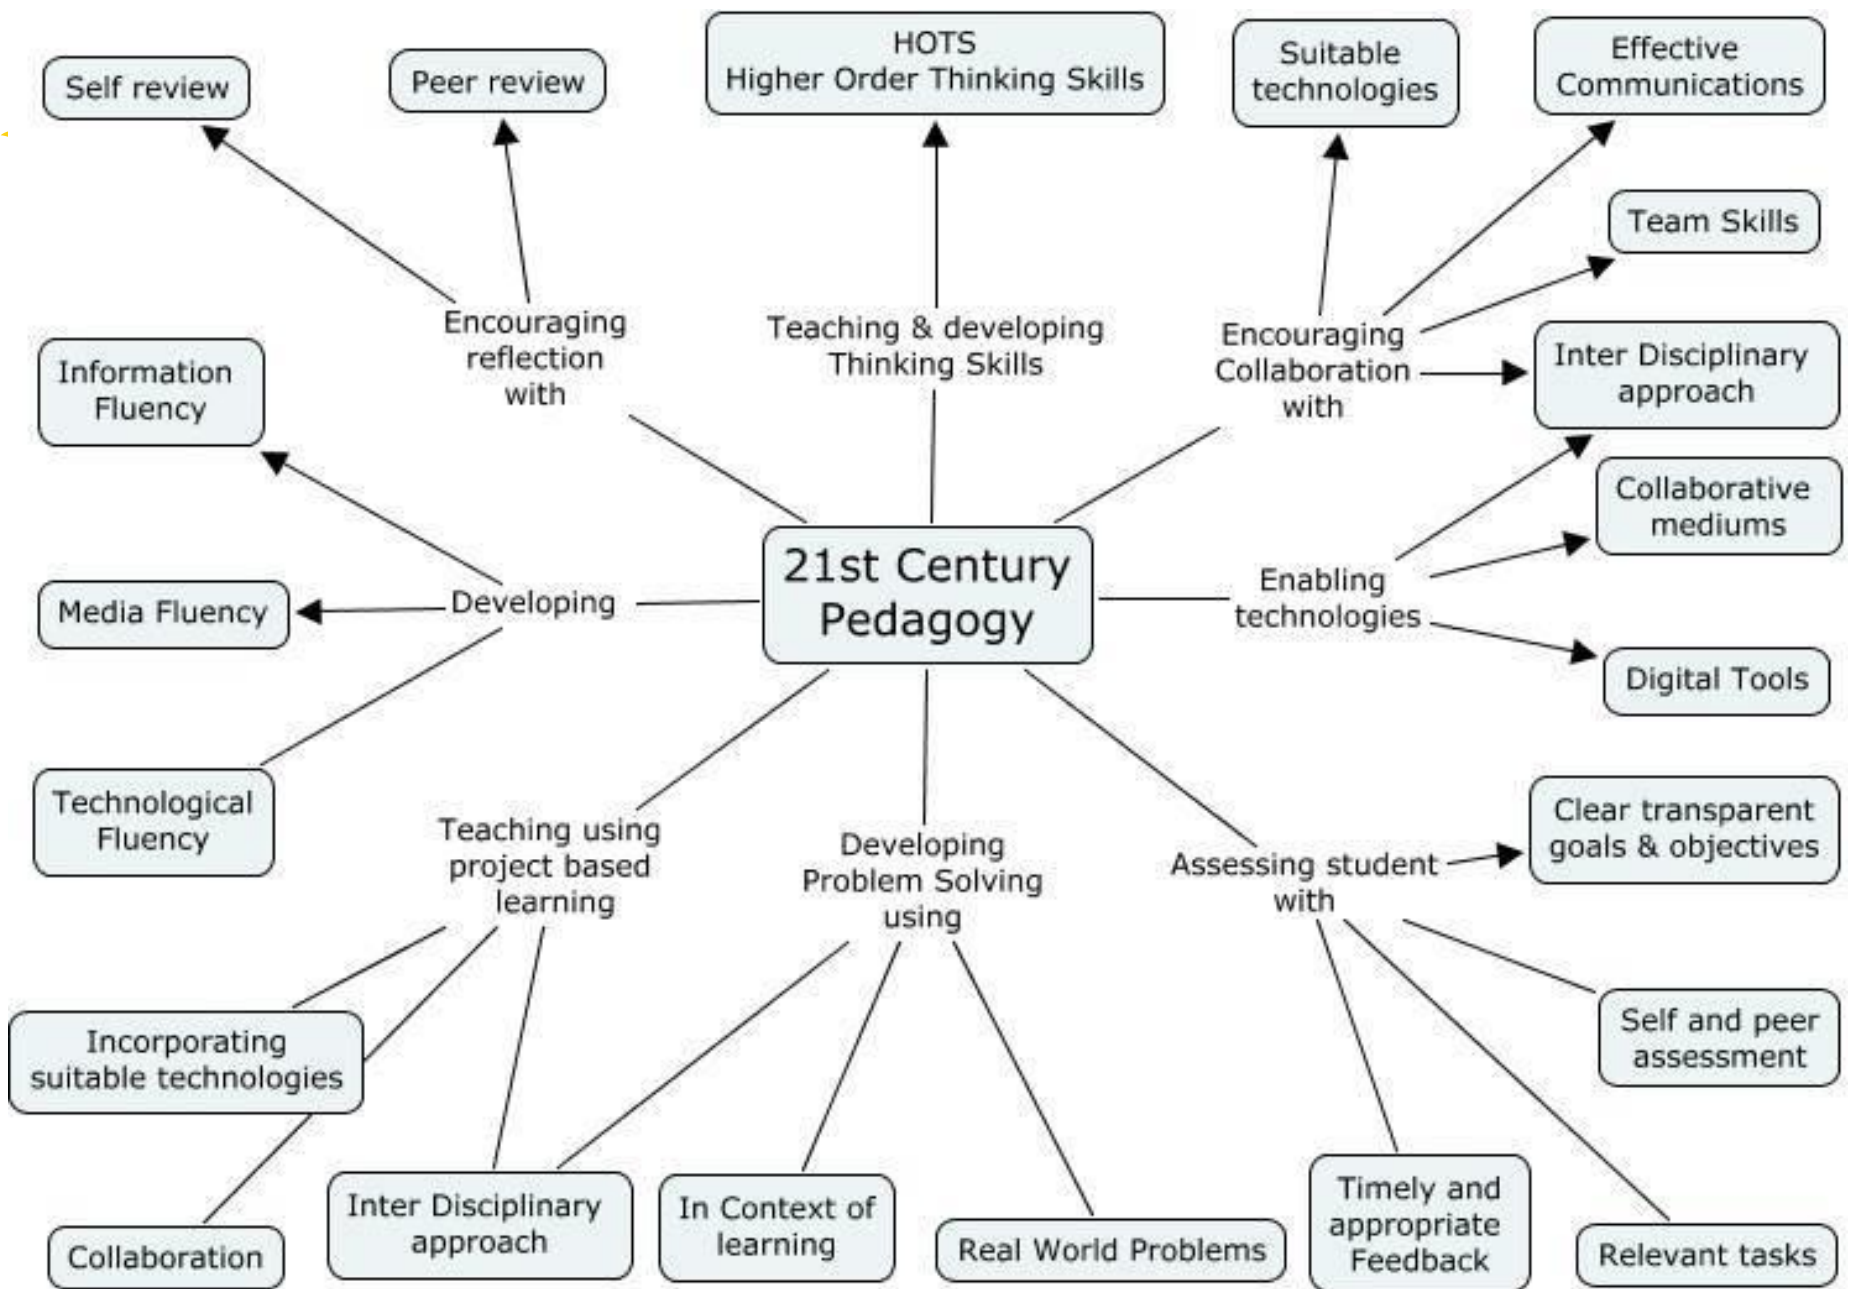 Self review
Peer review
HOTS
Higher Order Thinking Skills
Suitable
technologies
Effective
Communications
Team Skills
Encouraging
reflection
with
Teaching & developing
Thinking Skills
Encouraging
Collaboration
with
Inter Disciplinary
approach
Information
Fluency
Collaborative
mediums
21st Century
Pedagogy
Developing
Media Fluency
Enabling
technologies
Digital Tools
Technological
Fluency
Teaching using
project based
learning
Developing
Problem Solving
using
Assessing student
with
Clear transparent
goals & objectives
Incorporating
suitable technologies
Self and peer
assessment
Collaboration
Inter Disciplinary
approach
In Context of
learning
Real World Problems
Timely and
appropriate
Feedback
Relevant tasks